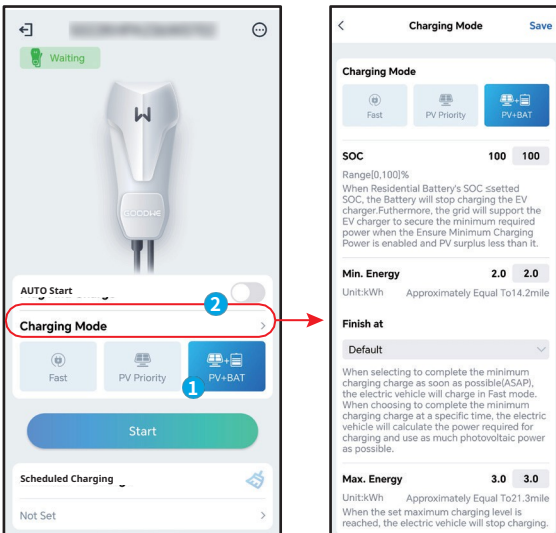 Waiting
GOODWE
AUTO Start
2
Charging Mode
Fast
PV Priority
1
PV+BAT
Start
Scheduled Charging
Not Set
Charging Mode
Save
Charging Mode
Fast
PV Priority
PV+BAT
SOC 100 100
Range[0,100]%
When Residential Battery's SOC ≤setted
SOC, the Battery will stop charging the EV
charger.Futhermore, the grid will support the
EV charger to secure the minimum required
power when the Ensure Minimum Charging
Power is enabled and PV surplus less than it.
Min. Energy 2.0 2.0
Unit:kWh Approximately Equal To14.2mile
Finish at
Default
When selecting to complete the minimum
charging charge as soon as possible(ASAP),
the electric vehicle will charge in Fast mode.
When choosing to complete the minimum
charging charge at a specific time, the electric
vehicle will calculate the power required for
charging and use as much photovoltaic power
as possible.
Max. Energy 3.0 3.0
Unit:kWh Approximately Equal To21.3mile
When the set maximum charging level is
reached, the electric vehicle will stop charging.